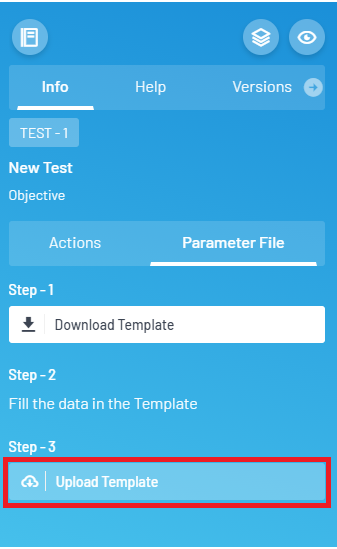 Info Help Versions
TEST - 1
New Test
Objective
Actions Parameter File
Step - 1
Download Template
Step - 2
Fill the data in the Template
Step - 3
Upload Template